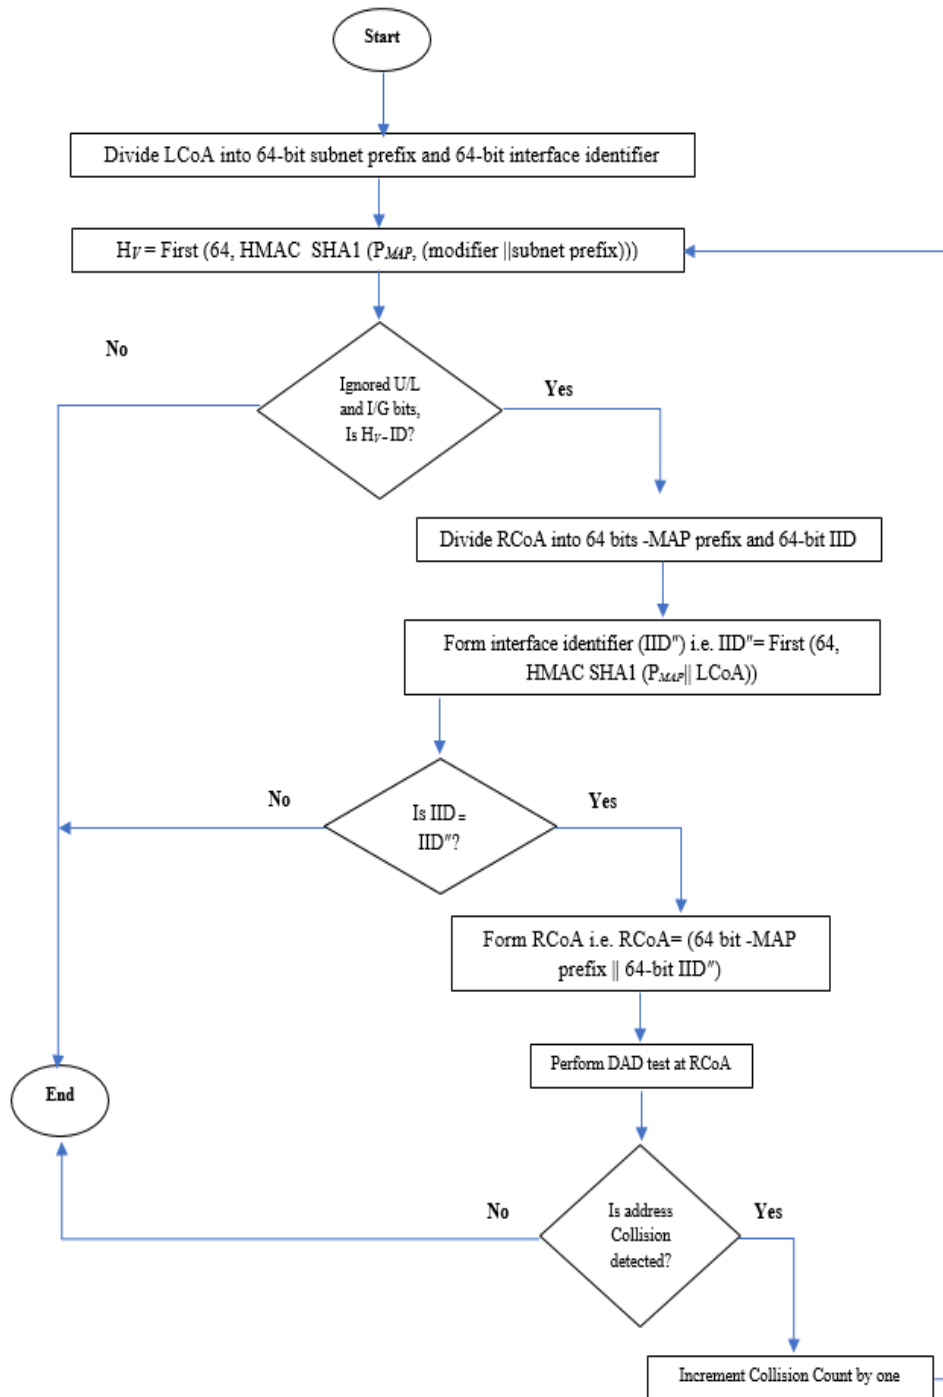 Start
Divide LCoA into 64-bit subnet prefix and 64-bit interface identifier
HV = First (64, HMAC SHA1 (PMAP, (modifier ||subnet prefix)))
No
Ignored U/L
and I/G bits,
Is HV = ID?
Yes
Divide RCoA into 64 bits -MAP prefix and 64-bit IID
Form interface identifier (IID″) i.e. IID″= First (64,
HMAC SHA1 (PMAP|| LCoA))
No
Is IID =
IID″?
Yes
Form RCoA i.e. RCoA= (64 bit -MAP
prefix || 64-bit IID″)
Perform DAD test at RCoA
End
No
Is address
Collision
detected?
Yes
Increment Collision Count by one